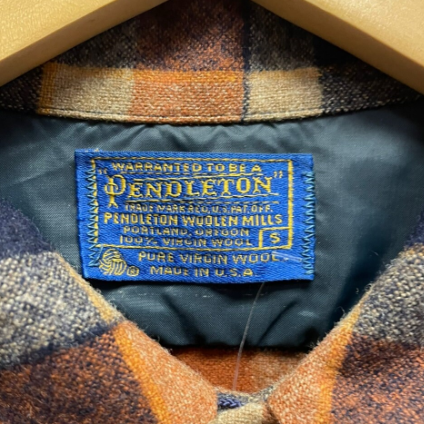 WARRANTED TO BE A
"PENDLETON"
TRADE MARK REG. U.S. PAT. OFF.
PENDLETON WOOLEN MILLS
PORTLAND, OREGON
100% VIRGIN WOOL S
PURE VIRGIN WOOL
MADE IN U.S.A.